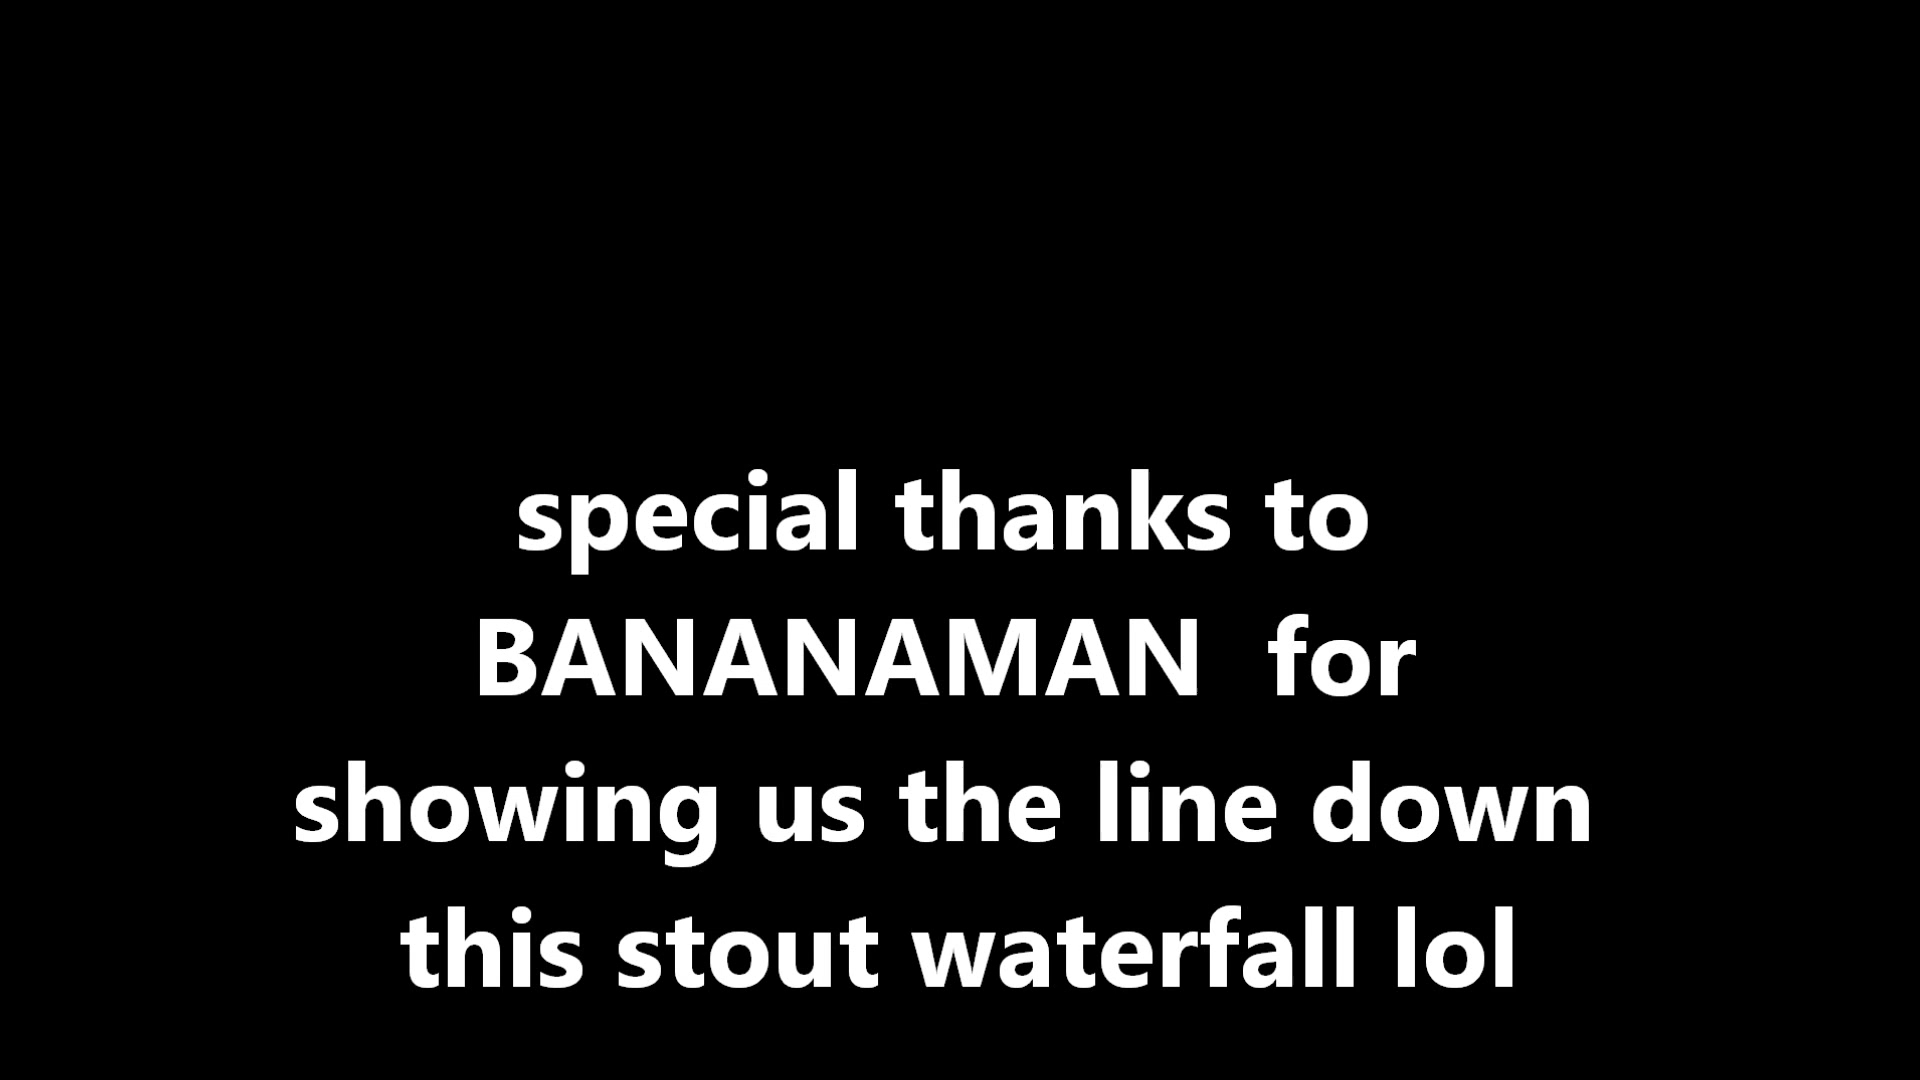 special thanks to
BANANAMAN  for
showing us the line down
this stout waterfall lol